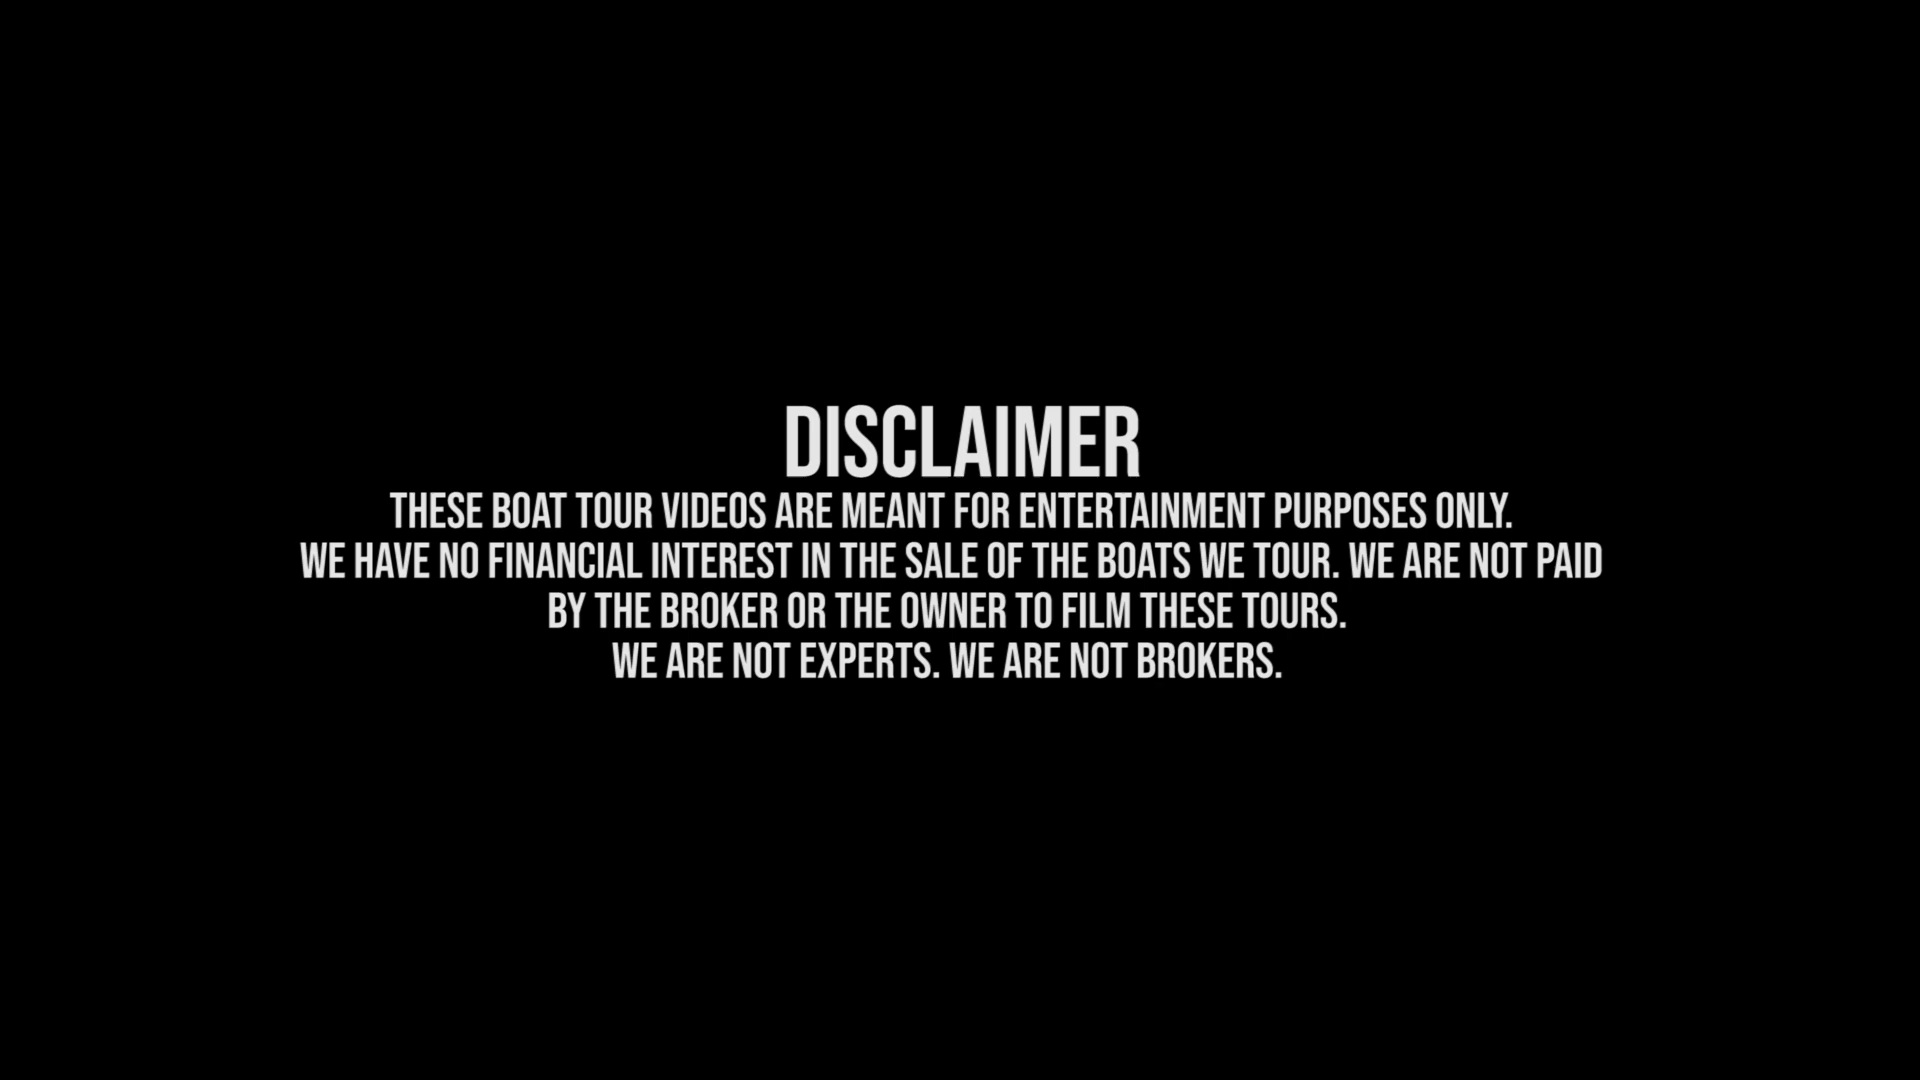 DISCLAIMER
THESE BOAT TOUR VIDEOS ARE MEANT FOR ENTERTAINMENT PURPOSES ONLY.
WE HAVE NO FINANCIAL INTEREST IN THE SALE OF THE BOATS WE TOUR. WE ARE NOT PAID
BY THE BROKER OR THE OWNER TO FILM THESE TOURS.
WE ARE NOT EXPERTS. WE ARE NOT BROKERS.